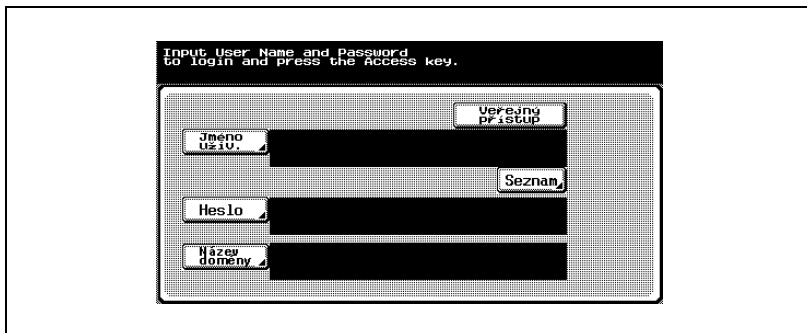 Input User Name and Password
to login and press the Access key.
Veřejný
přístup
Jméno
uživ.
Seznam
Heslo
Název
domény